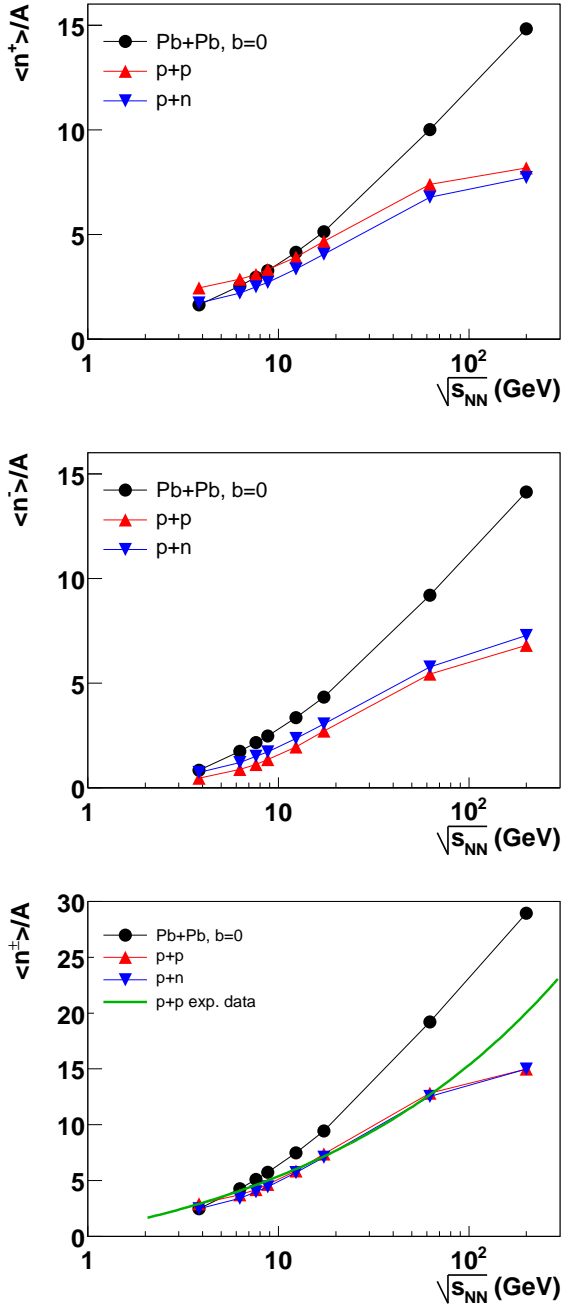 <n⁺>/A
15
10
5
0
Pb+Pb, b=0
p+p
p+n
1 10 10²
√s_NN (GeV)
<n⁻>/A
15
10
5
0
Pb+Pb, b=0
p+p
p+n
1 10 10²
√s_NN (GeV)
<n±>/A
30
25
20
15
10
5
0
Pb+Pb, b=0
p+p
p+n
p+p exp. data
1 10 10²
√s_NN (GeV)